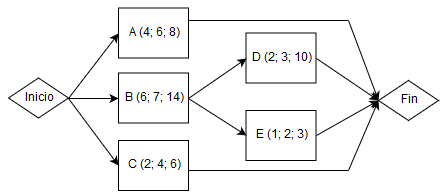 A (4; 6; 8)
D (2; 3; 10)
Inicio
B (6; 7; 14)
Fin
E (1; 2; 3)
C (2; 4; 6)